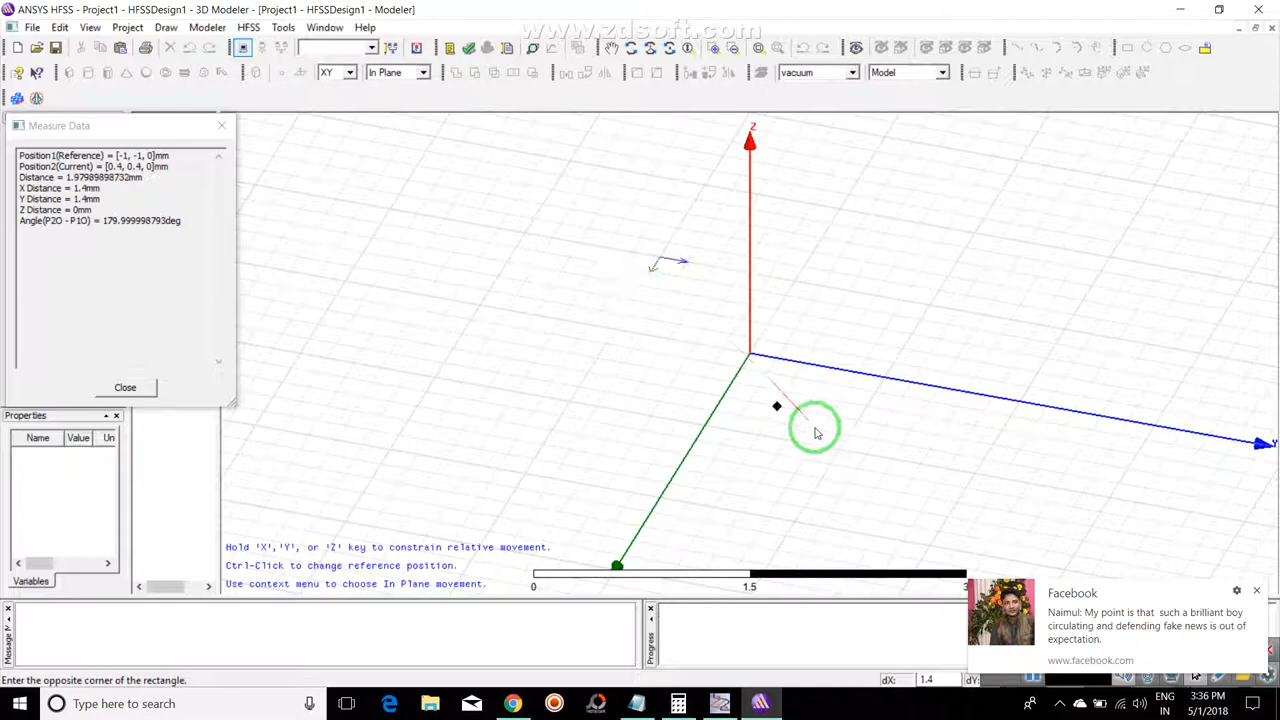 ANSYS HFSS - Project1 - HFSSDesign1 - 3D Modeler - [Project1 - HFSSDesign1 - Modeler]
File Edit View Project Draw Modeler HFSS Tools Window Help
www.zdsoft.com
XY In Plane vacuum Model
Measure Data
Position1(Reference) = [-1, -1, 0]mm
Position2(Current) = [0.4, 0.4, 0]mm
Distance = 1.97989898732mm
X Distance = 1.4mm
Y Distance = 1.4mm
Z Distance = 0mm
Angle(P2O - P1O) = 179.999998793deg
Close
Z
Y
Properties
Name Value Un
Variables
Hold 'X','Y', or 'Z' key to constrain relative movement.
Ctrl-Click to change reference position.
Use context menu to choose In Plane movement.
0 1.5
Facebook
Naimul: My point is that such a brilliant boy
circulating and defending fake news is out of
expectation.
www.facebook.com
Progress
Enter the opposite corner of the rectangle.
dX: 1.4 dY:
Type here to search
ENG
IN
3:36 PM
5/1/2018